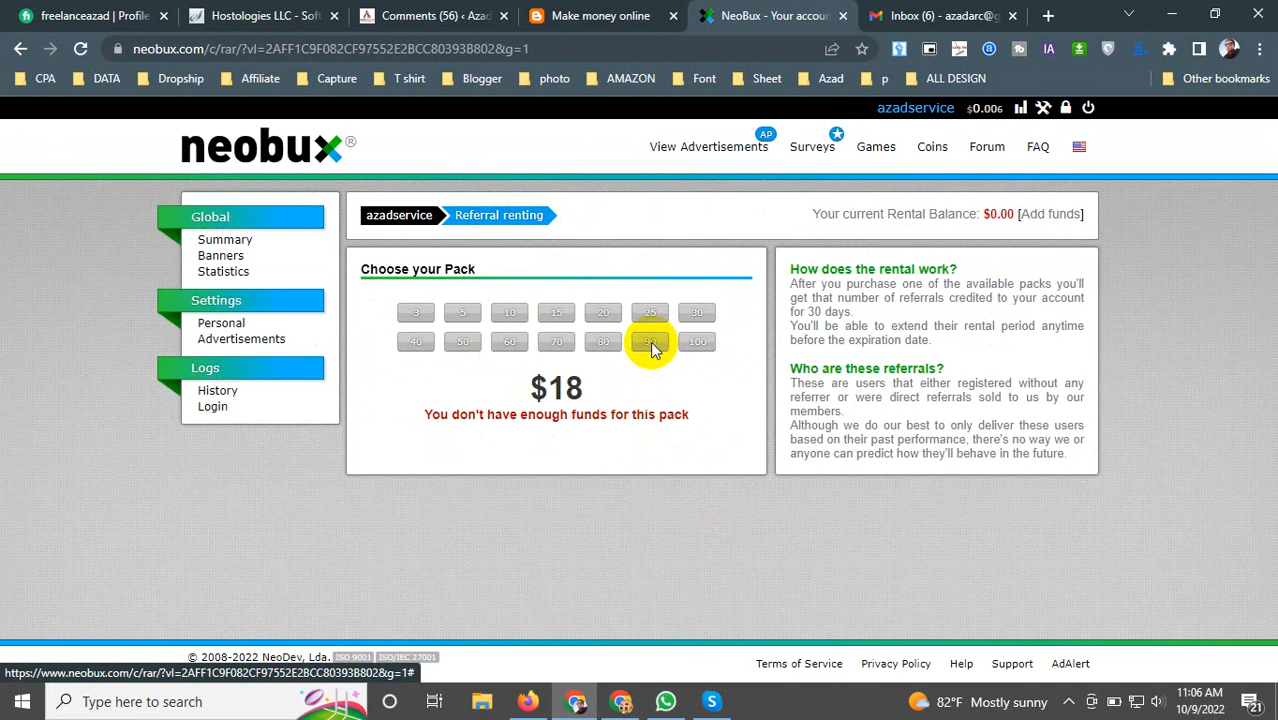 freelanceazad | Profile
Hostologies LLC - Soft
Comments (56) ‹ Azad
Make money online
NeoBux - Your accoun
Inbox (6) - azadarc@g
neobux.com/c/rar/?vl=2AFF1C9F082CF97552E2BCC80393B802&g=1
CPA DATA Dropship Affiliate Capture T shirt Blogger photo AMAZON Font Sheet Azad p ALL DESIGN Other bookmarks
azadservice $0.006
neobux®
View Advertisements AP Surveys Games Coins Forum FAQ
Global
Summary
Banners
Statistics
Settings
Personal
Advertisements
Logs
History
Login
azadservice Referral renting
Your current Rental Balance: $0.00 [Add funds]
Choose your Pack
3 5 10 15 20 25 30
40 50 60 70 80 90 100
$18
You don't have enough funds for this pack
How does the rental work?
After you purchase one of the available packs you'll
get that number of referrals credited to your account
for 30 days.
You'll be able to extend their rental period anytime
before the expiration date.
Who are these referrals?
These are users that either registered without any
referrer or were direct referrals sold to us by our
members.
Although we do our best to only deliver these users
based on their past performance, there's no way we or
anyone can predict how they'll behave in the future.
© 2008-2022 NeoDev, Lda. ISO 9001 ISO/IEC 27001
Terms of Service Privacy Policy Help Support AdAlert
https://www.neobux.com/c/rar/?vl=2AFF1C9F082CF97552E2BCC80393B802&g=1#
Type here to search
82°F Mostly sunny
11:06 AM
10/9/2022
21